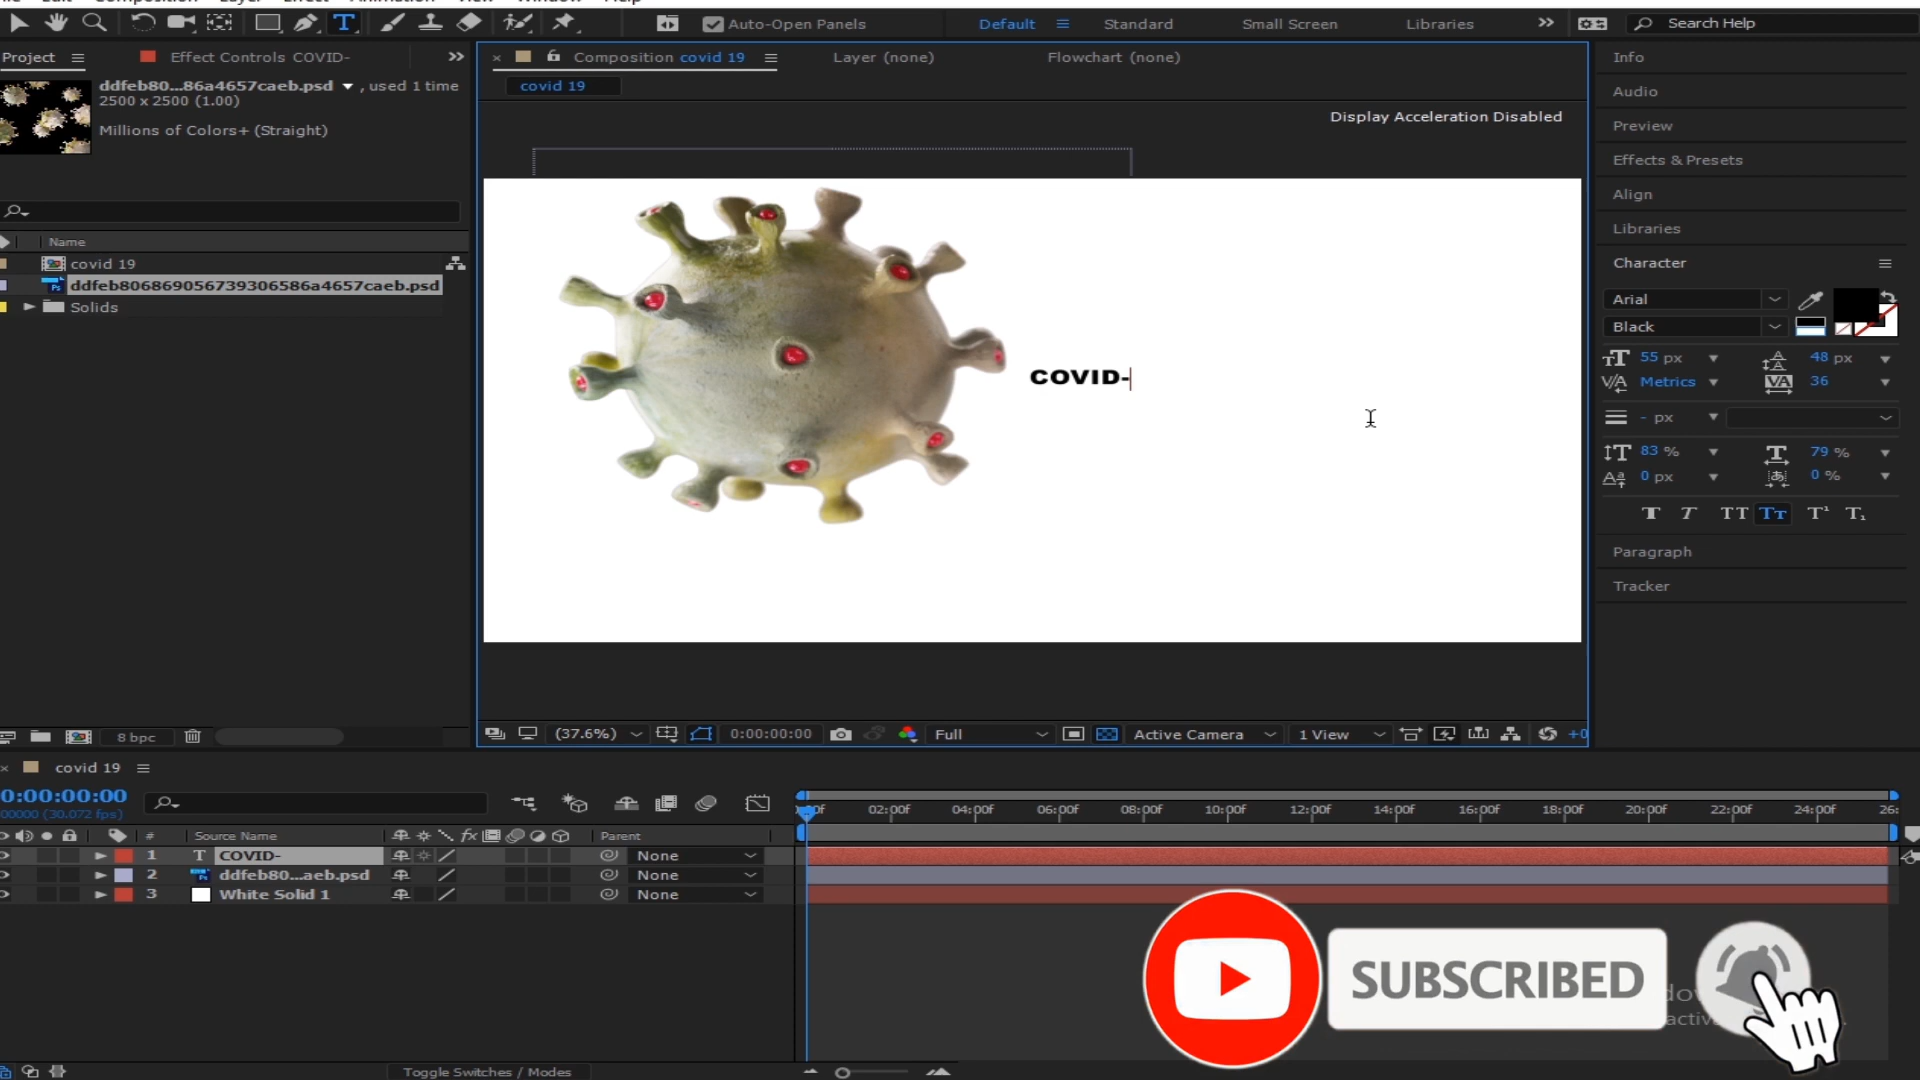 Auto-Open Panels
Default
Standard
Small Screen
Libraries
Search Help
Project
Effect Controls COVID-
Composition covid 19
Layer (none)
Flowchart (none)
ddfeb80...86a4657caeb.psd , used 1 time
2500 x 2500 (1.00)
Millions of Colors+ (Straight)
covid 19
Display Acceleration Disabled
Name
covid 19
ddfeb806869056739306586a4657caeb.psd
Solids
COVID-
Info
Audio
Preview
Effects & Presets
Align
Libraries
Character
Arial
Black
55 px
48 px
Metrics
36
- px
83 %
79 %
0 px
0 %
Paragraph
Tracker
8 bpc
(37.6%)
0:00:00:00
Full
Active Camera
1 View
+0
covid 19
0:00:00:00
00000 (30.072 fps)
02:00f 04:00f 06:00f 08:00f 10:00f 12:00f 14:00f 16:00f 18:00f 20:00f 22:00f 24:00f 26:
# Source Name
Parent
1 T COVID- None
2 ddfeb80...aeb.psd None
3 White Solid 1 None
SUBSCRIBED
Toggle Switches / Modes